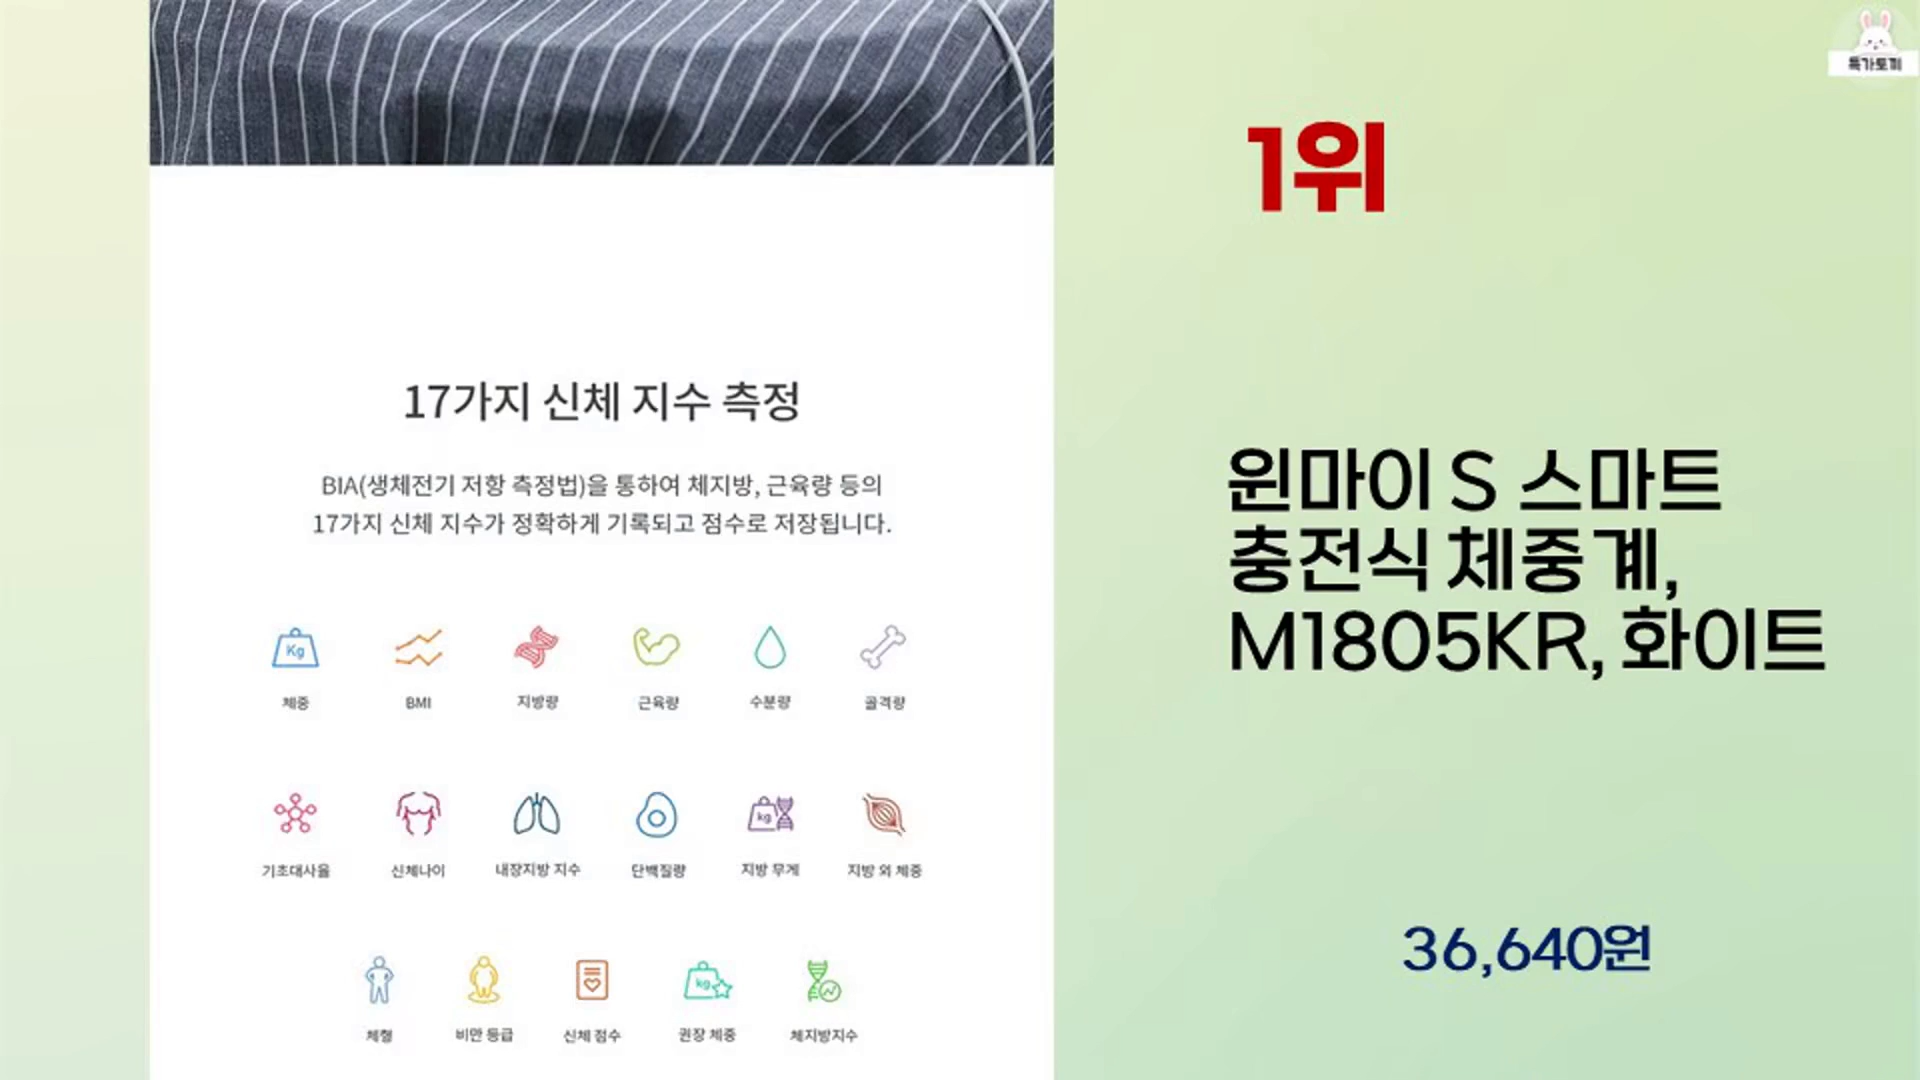 특가토끼
1위
17가지 신체 지수 측정
BIA(생체전기 저항 측정법)을 통하여 체지방, 근육량 등의
17가지 신체 지수가 정확하게 기록되고 점수로 저장됩니다.
Kg
체중
BMI
지방량
근육량
수분량
골격량
kg
기초대사율
신체나이
내장지방 지수
단백질량
지방 무게
지방 외 체중
kg
체형
비만 등급
신체 점수
권장 체중
체지방지수
윈마이 S 스마트
충전식 체중계,
M1805KR, 화이트
36,640원